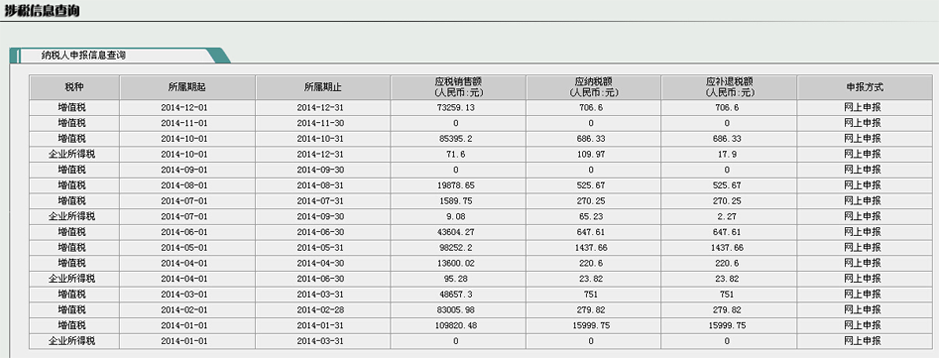 涉税信息查询
纳税人申报信息查询
税种 所属期起 所属期止 应税销售额(人民币:元) 应纳税额(人民币:元) 应补退税额(人民币:元) 申报方式
增值税 2014-12-01 2014-12-31 73259.13 706.6 706.6 网上申报
增值税 2014-11-01 2014-11-30 0 0 0 网上申报
增值税 2014-10-01 2014-10-31 85395.2 686.33 686.33 网上申报
企业所得税 2014-10-01 2014-12-31 71.6 109.97 17.9 网上申报
增值税 2014-09-01 2014-09-30 0 0 0 网上申报
增值税 2014-08-01 2014-08-31 19878.65 525.67 525.67 网上申报
增值税 2014-07-01 2014-07-31 1589.75 270.25 270.25 网上申报
企业所得税 2014-07-01 2014-09-30 9.08 65.23 2.27 网上申报
增值税 2014-06-01 2014-06-30 43604.27 647.61 647.61 网上申报
增值税 2014-05-01 2014-05-31 98252.2 1437.66 1437.66 网上申报
增值税 2014-04-01 2014-04-30 13600.02 220.6 220.6 网上申报
企业所得税 2014-04-01 2014-06-30 95.28 23.82 23.82 网上申报
增值税 2014-03-01 2014-03-31 48657.3 751 751 网上申报
增值税 2014-02-01 2014-02-28 83005.98 279.82 279.82 网上申报
增值税 2014-01-01 2014-01-31 109820.48 15999.75 15999.75 网上申报
企业所得税 2014-01-01 2014-03-31 0 0 0 网上申报